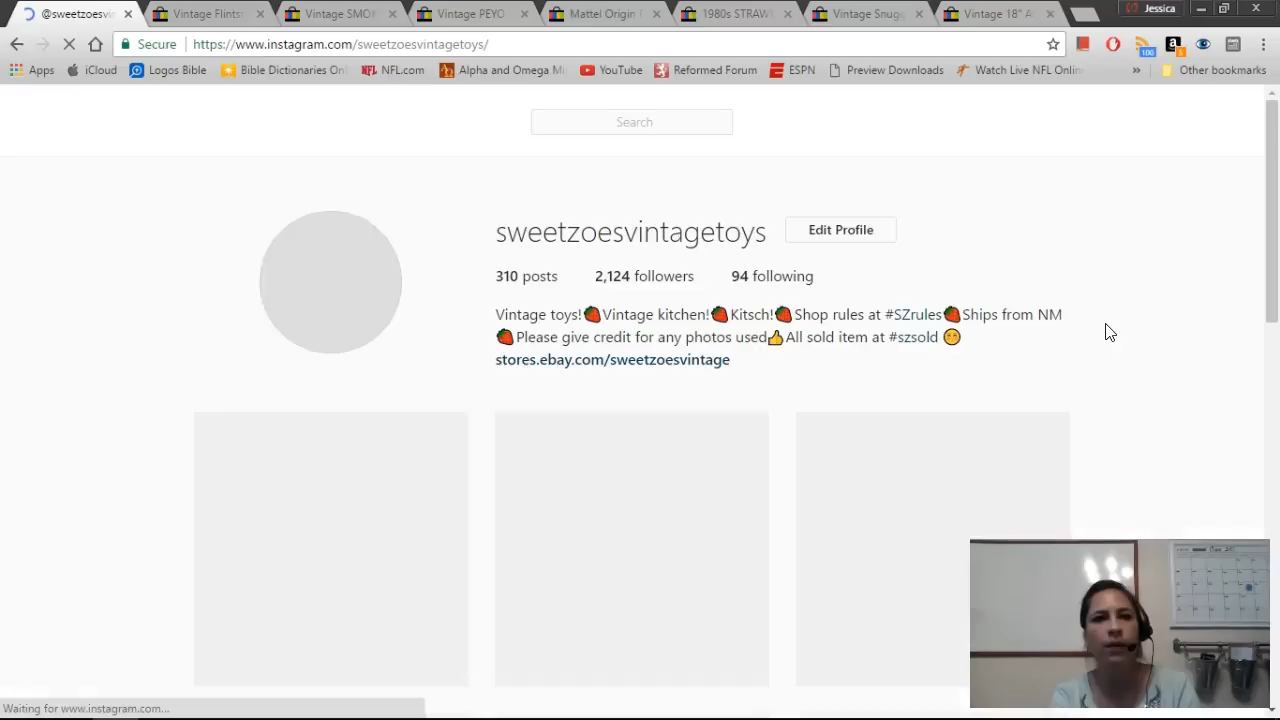 @sweetzoesvin
Vintage Flints
Vintage SMO
Vintage PEYO
Mattel Origin
1980s STRAW
Vintage Snug
Vintage 18" A
Jessica
Secure
https://www.instagram.com/sweetzoesvintagetoys/
100
Apps
iCloud
Logos Bible
Bible Dictionaries On
NFL.com
Alpha and Omega Mi
YouTube
Reformed Forum
ESPN
Preview Downloads
Watch Live NFL Onlin
»
Other bookmarks
Search
sweetzoesvintagetoys
Edit Profile
310 posts
2,124 followers
94 following
Vintage toys!🍓Vintage kitchen!🍓Kitsch!🍓Shop rules at #SZrules🍓Ships from NM
🍓Please give credit for any photos used👍All sold item at #szsold 😁
stores.ebay.com/sweetzoesvintage
Waiting for www.instagram.com...